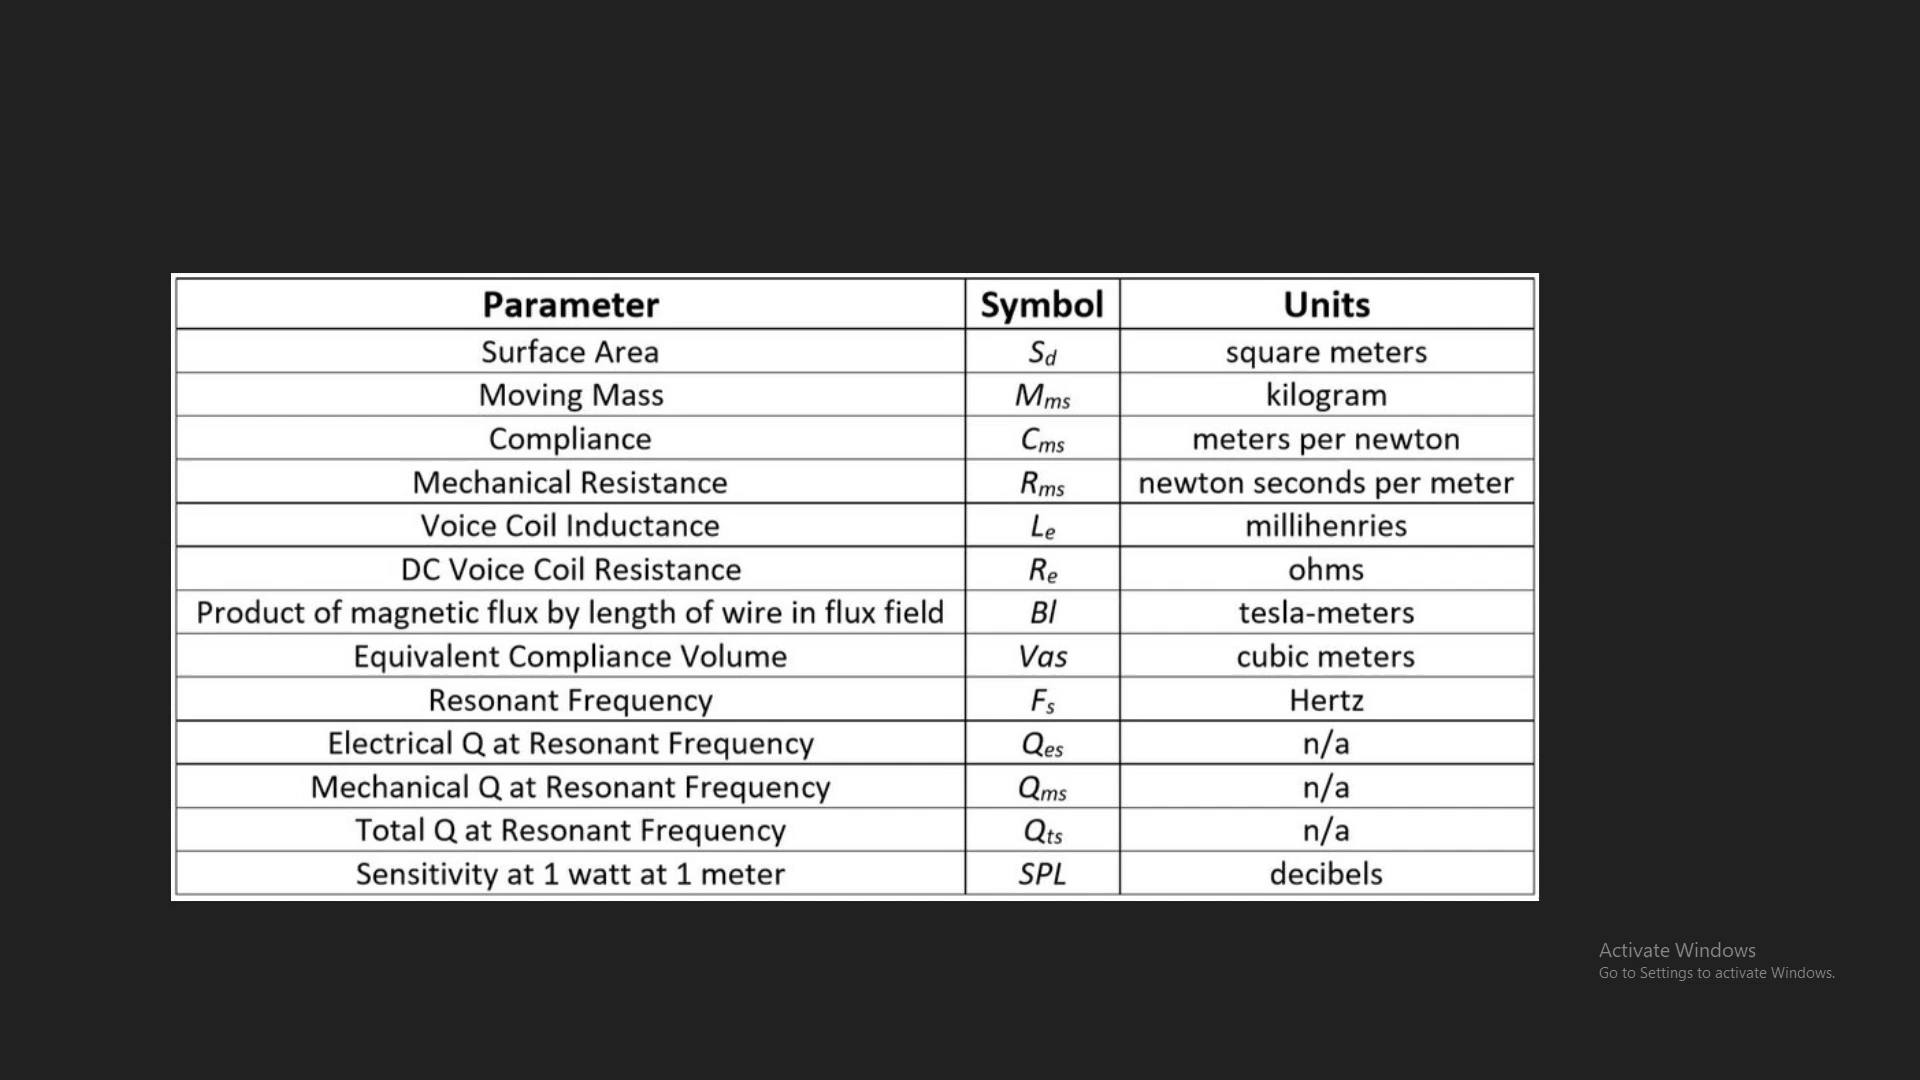 Parameter Symbol Units
Surface Area Sd square meters
Moving Mass Mms kilogram
Compliance Cms meters per newton
Mechanical Resistance Rms newton seconds per meter
Voice Coil Inductance Le millihenries
DC Voice Coil Resistance Re ohms
Product of magnetic flux by length of wire in flux field Bl tesla-meters
Equivalent Compliance Volume Vas cubic meters
Resonant Frequency Fs Hertz
Electrical Q at Resonant Frequency Qes n/a
Mechanical Q at Resonant Frequency Qms n/a
Total Q at Resonant Frequency Qts n/a
Sensitivity at 1 watt at 1 meter SPL decibels
Activate Windows
Go to Settings to activate Windows.